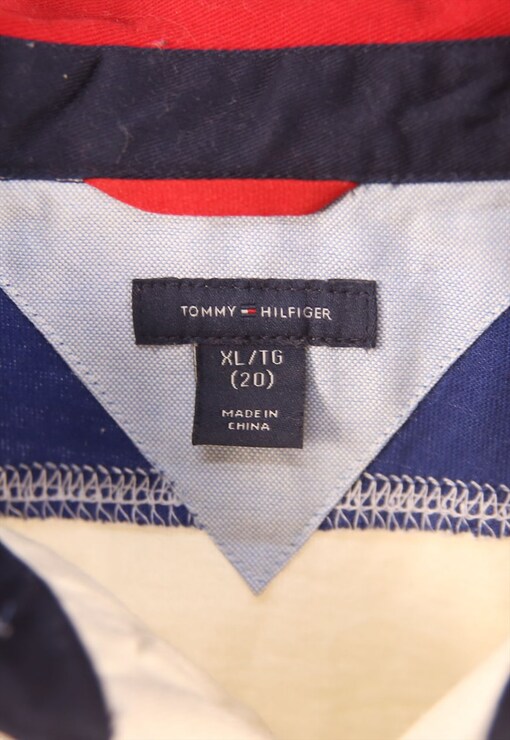 TOMMY HILFIGER
XL/TG
(20)
MADE IN
CHINA